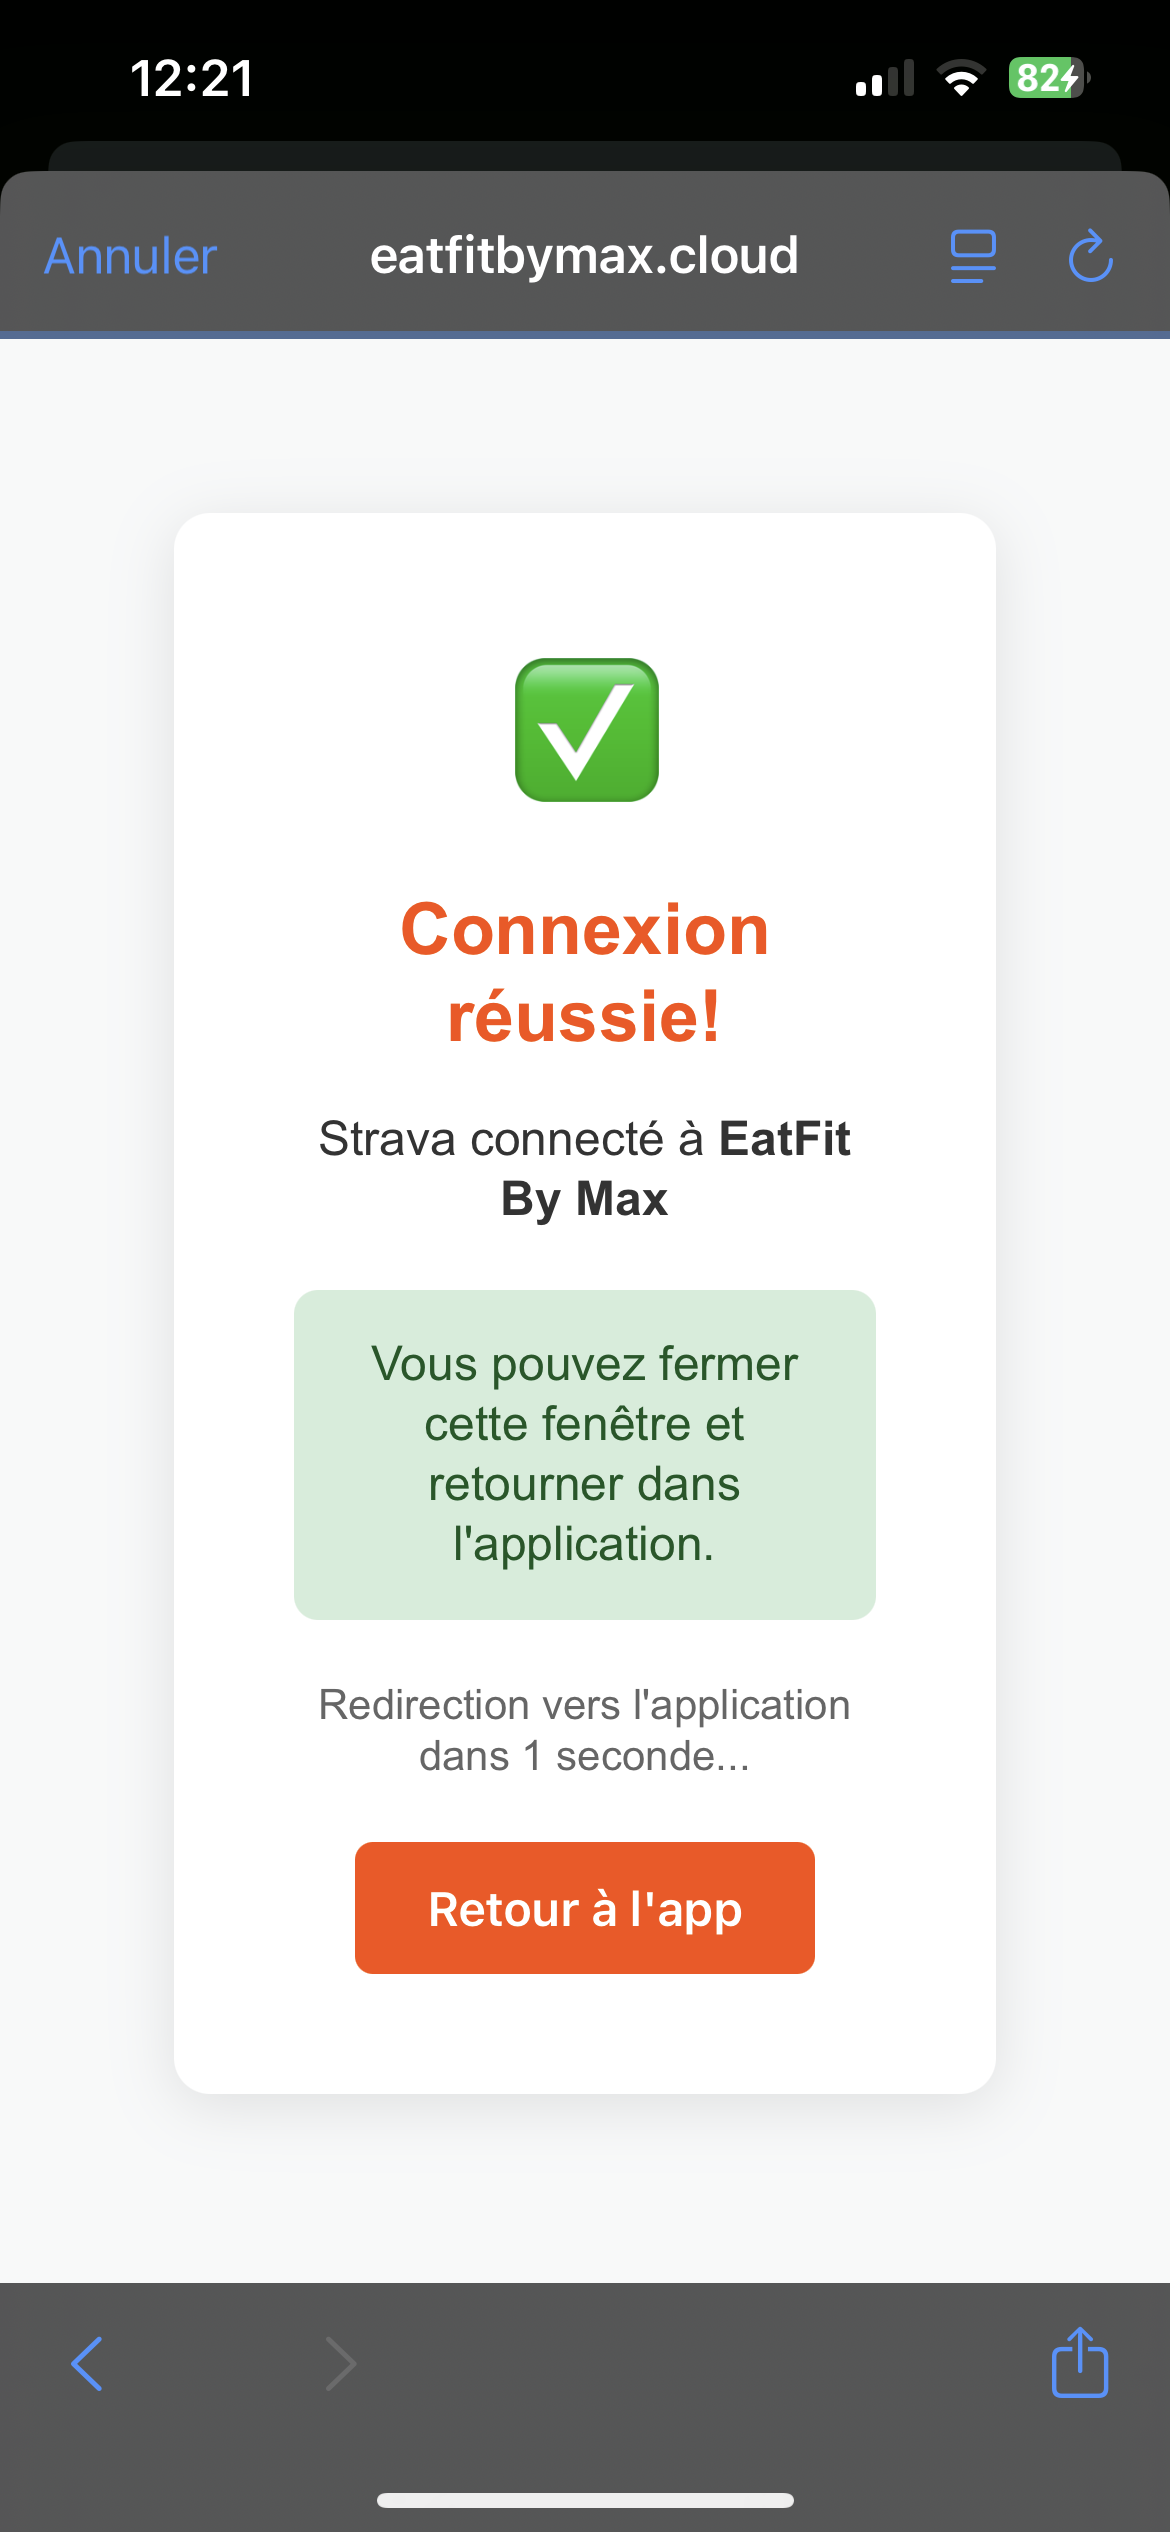 12:21
82
Annuler
eatfitbymax.cloud
Connexion
réussie!
Strava connecté à EatFit
By Max
Vous pouvez fermer
cette fenêtre et
retourner dans
l'application.
Redirection vers l'application
dans 1 seconde...
Retour à l'app